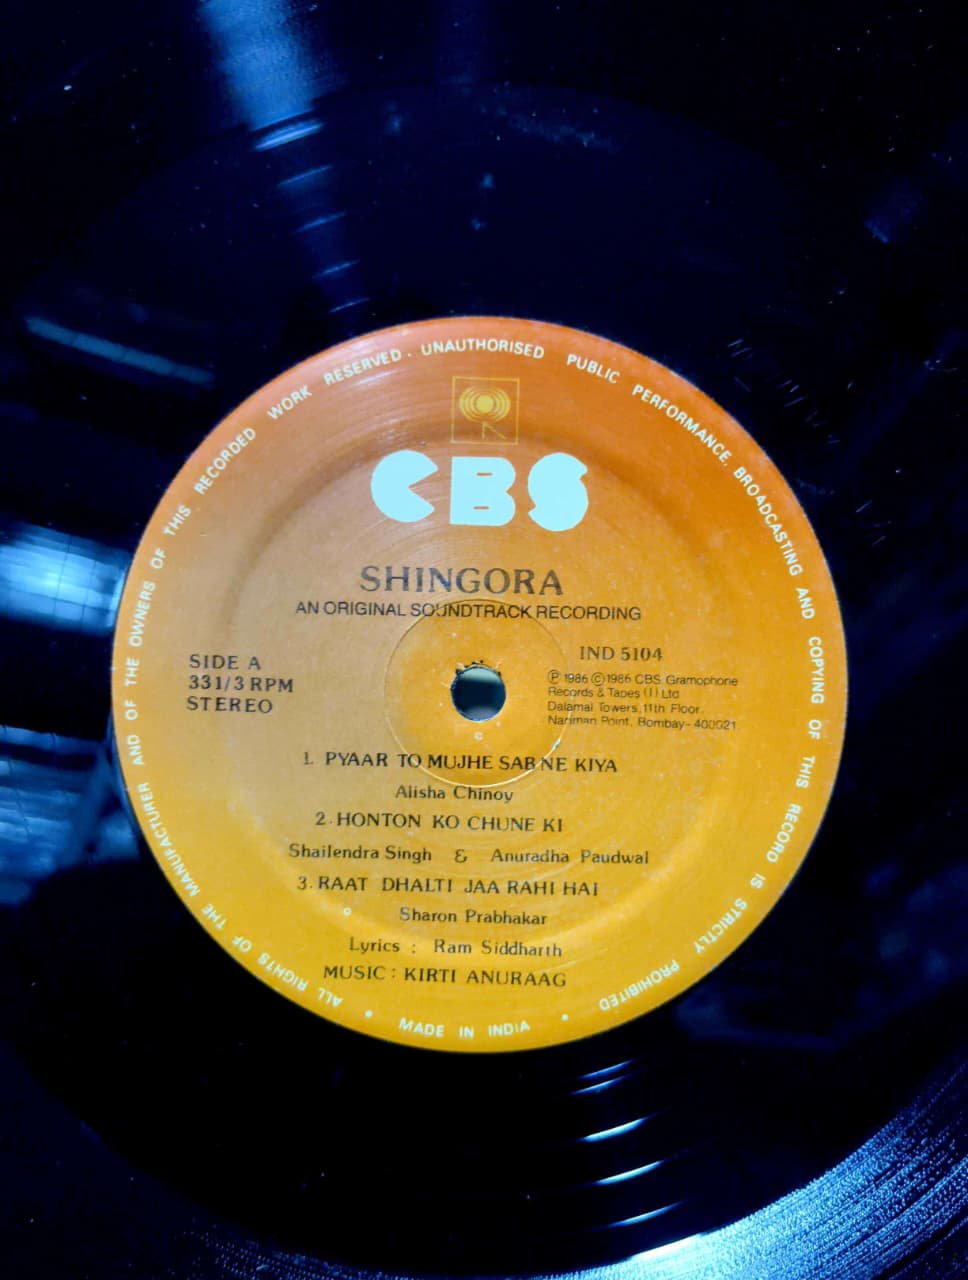 ALL RIGHTS OF THE MANUFACTURER AND OF THE OWNERS OF THIS RECORDED WORK RESERVED. UNAUTHORISED PUBLIC PERFORMANCE. BROADCASTING AND COPYING OF THIS RECORD IS STRICTLY PROHIBITED
CBS
SHINGORA
AN ORIGINAL SOUNDTRACK RECORDING
SIDE A
33 1/3 RPM
STEREO
IND 5104
Ⓟ 1986 Ⓒ 1986 CBS Gramophone
Records & Tapes (I) Ltd
Dalamal Towers, 11th Floor,
Nariman Point, Bombay-400021
1. PYAAR TO MUJHE SAB NE KIYA
Alisha Chinoy
2. HONTON KO CHUNE KI
Shailendra Singh & Anuradha Paudwal
3. RAAT DHALTI JAA RAHI HAI
Sharon Prabhakar
Lyrics : Ram Siddharth
MUSIC : KIRTI ANURAAG
• MADE IN INDIA •